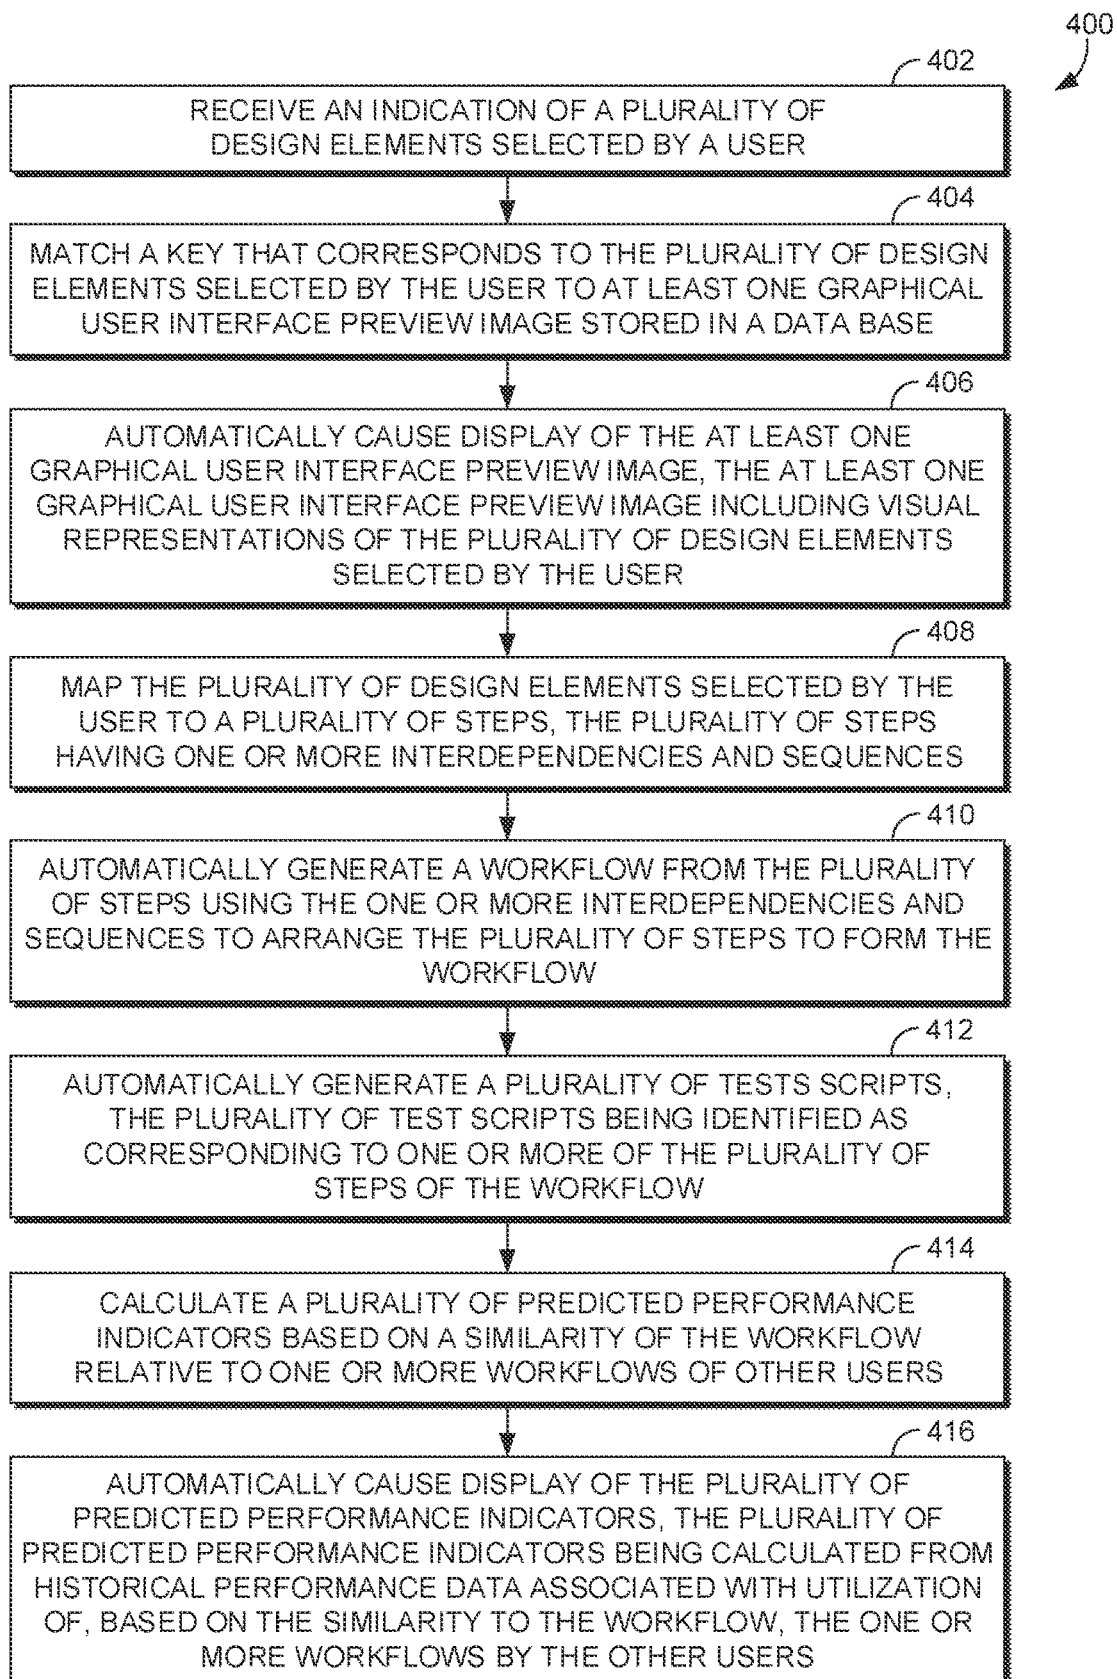 400
402
RECEIVE AN INDICATION OF A PLURALITY OF
DESIGN ELEMENTS SELECTED BY A USER
404
MATCH A KEY THAT CORRESPONDS TO THE PLURALITY OF DESIGN
ELEMENTS SELECTED BY THE USER TO AT LEAST ONE GRAPHICAL
USER INTERFACE PREVIEW IMAGE STORED IN A DATA BASE
406
AUTOMATICALLY CAUSE DISPLAY OF THE AT LEAST ONE
GRAPHICAL USER INTERFACE PREVIEW IMAGE, THE AT LEAST ONE
GRAPHICAL USER INTERFACE PREVIEW IMAGE INCLUDING VISUAL
REPRESENTATIONS OF THE PLURALITY OF DESIGN ELEMENTS
SELECTED BY THE USER
408
MAP THE PLURALITY OF DESIGN ELEMENTS SELECTED BY THE
USER TO A PLURALITY OF STEPS, THE PLURALITY OF STEPS
HAVING ONE OR MORE INTERDEPENDENCIES AND SEQUENCES
410
AUTOMATICALLY GENERATE A WORKFLOW FROM THE PLURALITY
OF STEPS USING THE ONE OR MORE INTERDEPENDENCIES AND
SEQUENCES TO ARRANGE THE PLURALITY OF STEPS TO FORM THE
WORKFLOW
412
AUTOMATICALLY GENERATE A PLURALITY OF TESTS SCRIPTS,
THE PLURALITY OF TEST SCRIPTS BEING IDENTIFIED AS
CORRESPONDING TO ONE OR MORE OF THE PLURALITY OF
STEPS OF THE WORKFLOW
414
CALCULATE A PLURALITY OF PREDICTED PERFORMANCE
INDICATORS BASED ON A SIMILARITY OF THE WORKFLOW
RELATIVE TO ONE OR MORE WORKFLOWS OF OTHER USERS
416
AUTOMATICALLY CAUSE DISPLAY OF THE PLURALITY OF
PREDICTED PERFORMANCE INDICATORS, THE PLURALITY OF
PREDICTED PERFORMANCE INDICATORS BEING CALCULATED FROM
HISTORICAL PERFORMANCE DATA ASSOCIATED WITH UTILIZATION
OF, BASED ON THE SIMILARITY TO THE WORKFLOW, THE ONE OR
MORE WORKFLOWS BY THE OTHER USERS